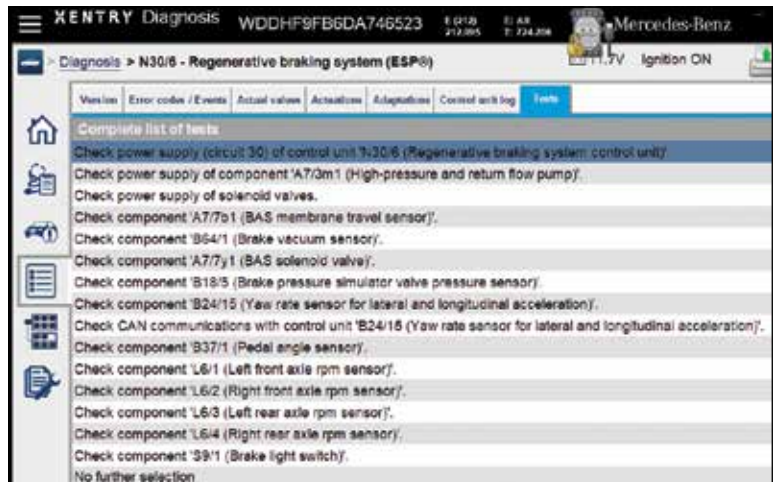 XENTRY Diagnosis WDDHF9FB6DA746523 Mercedes-Benz
Diagnosis > N30/6 - Regenerative braking system (ESP®) 11.7V Ignition ON
Version Error codes / Events Actual values Actuations Adaptations Control unit log Tests
Complete list of tests
Check power supply (circuit 30) of control unit 'N30/6 (Regenerative braking system control unit)'
Check power supply of component 'A7/3m1 (High-pressure and return flow pump)'.
Check power supply of solenoid valves.
Check component 'A7/7b1 (BAS membrane travel sensor)'.
Check component 'B64/1 (Brake vacuum sensor)'.
Check component 'A7/7y1 (BAS solenoid valve)'.
Check component 'B18/5 (Brake pressure simulator valve pressure sensor)'.
Check component 'B24/15 (Yaw rate sensor for lateral and longitudinal acceleration)'.
Check CAN communications with control unit 'B24/15 (Yaw rate sensor for lateral and longitudinal acceleration)'.
Check component 'B37/1 (Pedal angle sensor)'.
Check component 'L6/1 (Left front axle rpm sensor)'.
Check component 'L6/2 (Right front axle rpm sensor)'.
Check component 'L6/3 (Left rear axle rpm sensor)'.
Check component 'L6/4 (Right rear axle rpm sensor)'.
Check component 'S9/1 (Brake light switch)'.
No further selection